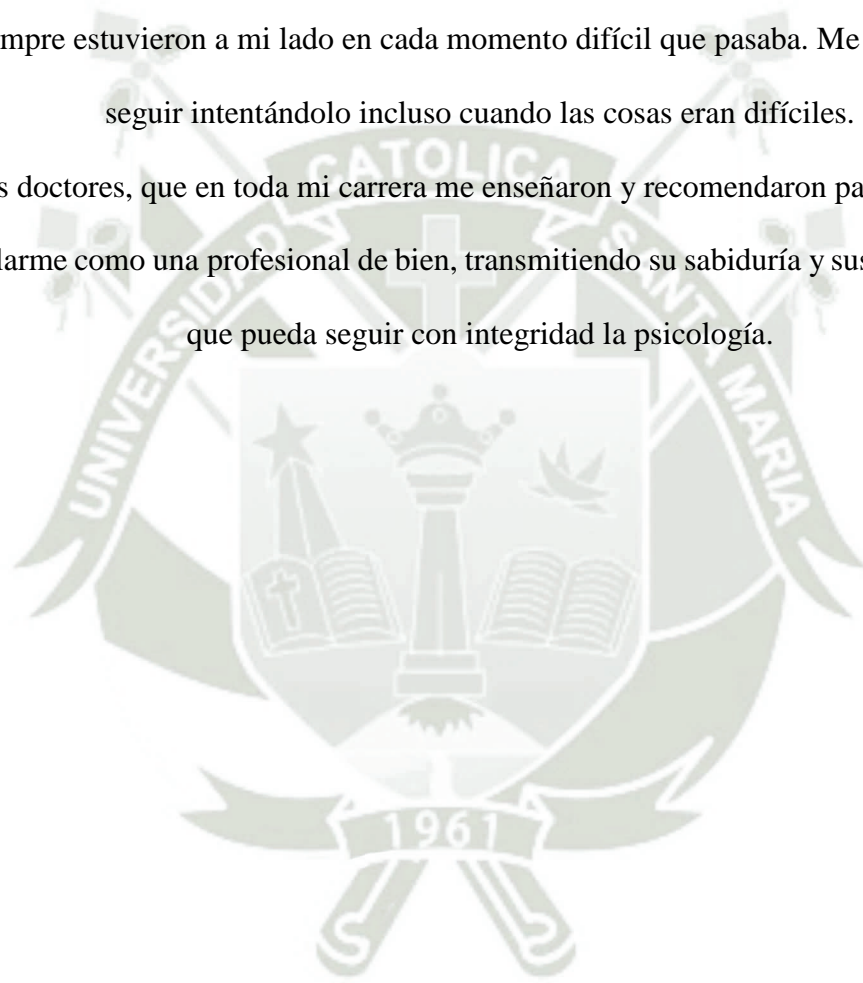 mpre estuvieron a mi lado en cada momento difícil que pasaba. Me
seguir intentándolo incluso cuando las cosas eran difíciles.
s doctores, que en toda mi carrera me enseñaron y recomendaron pa
larme como una profesional de bien, transmitiendo su sabiduría y sus
que pueda seguir con integridad la psicología.
UNIVERSIDAD CATOLICA SANTA MARIA
1961